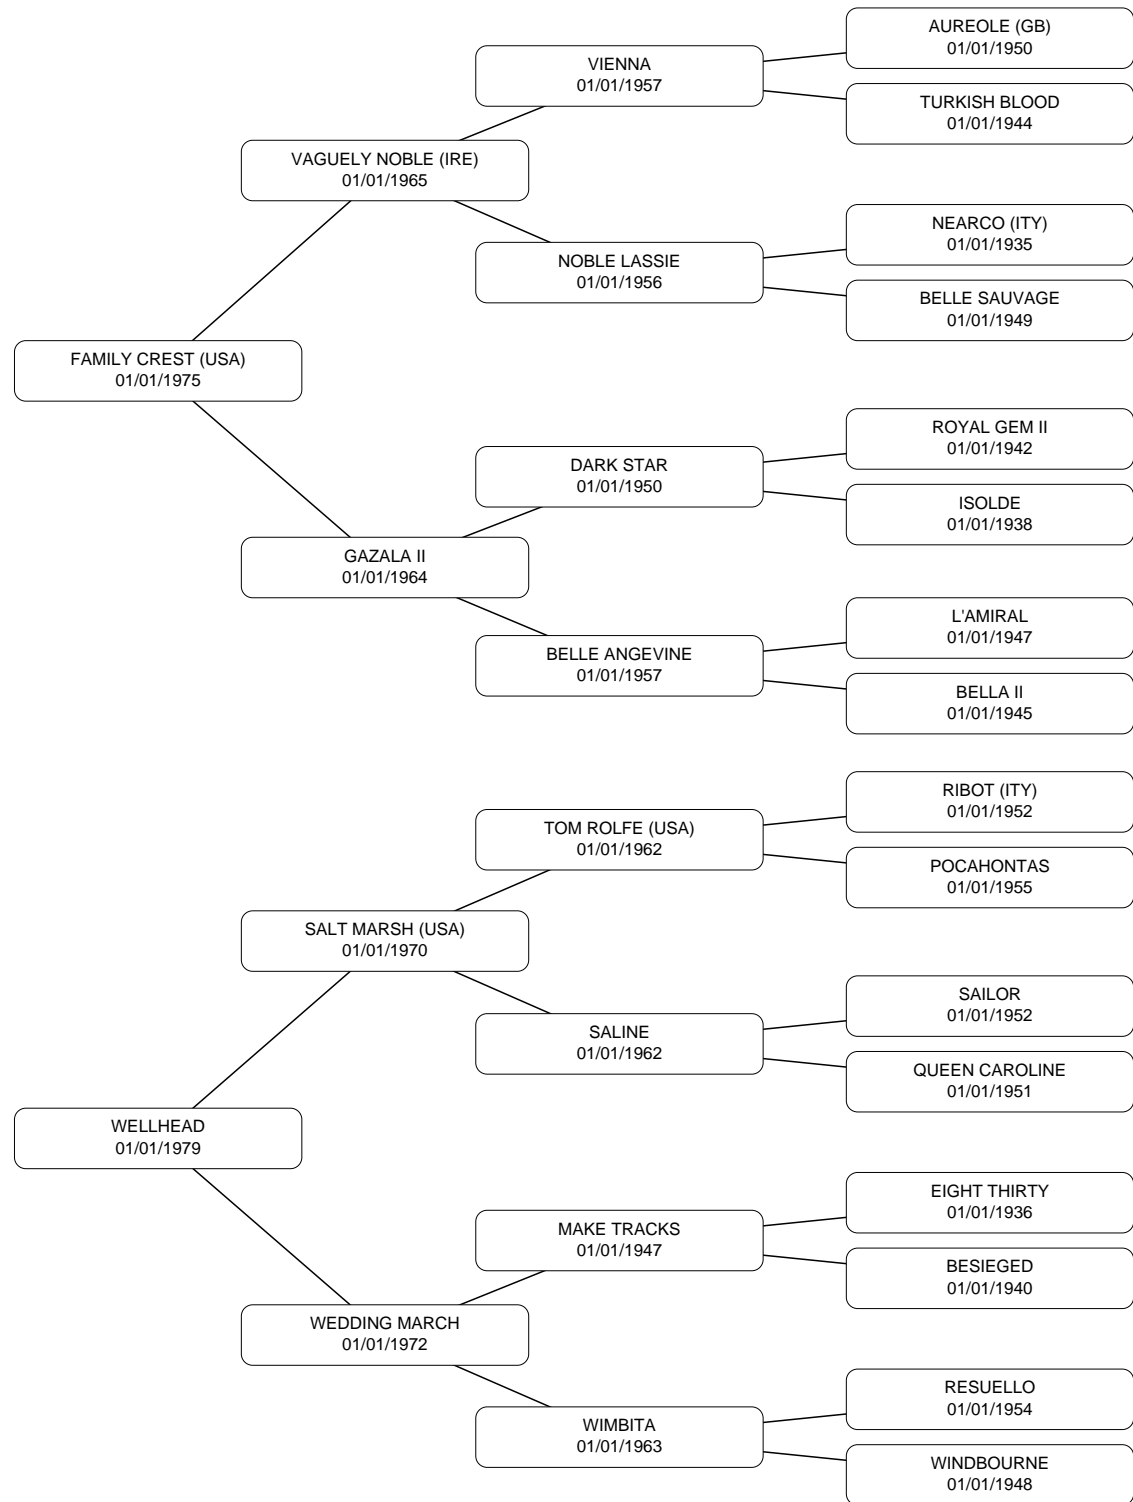 AUREOLE (GB)
01/01/1950
VIENNA
01/01/1957
TURKISH BLOOD
01/01/1944
VAGUELY NOBLE (IRE)
01/01/1965
NEARCO (ITY)
01/01/1935
NOBLE LASSIE
01/01/1956
BELLE SAUVAGE
01/01/1949
FAMILY CREST (USA)
01/01/1975
ROYAL GEM II
01/01/1942
DARK STAR
01/01/1950
ISOLDE
01/01/1938
GAZALA II
01/01/1964
L'AMIRAL
01/01/1947
BELLE ANGEVINE
01/01/1957
BELLA II
01/01/1945
RIBOT (ITY)
01/01/1952
TOM ROLFE (USA)
01/01/1962
POCAHONTAS
01/01/1955
SALT MARSH (USA)
01/01/1970
SAILOR
01/01/1952
SALINE
01/01/1962
QUEEN CAROLINE
01/01/1951
WELLHEAD
01/01/1979
EIGHT THIRTY
01/01/1936
MAKE TRACKS
01/01/1947
BESIEGED
01/01/1940
WEDDING MARCH
01/01/1972
RESUELLO
01/01/1954
WIMBITA
01/01/1963
WINDBOURNE
01/01/1948